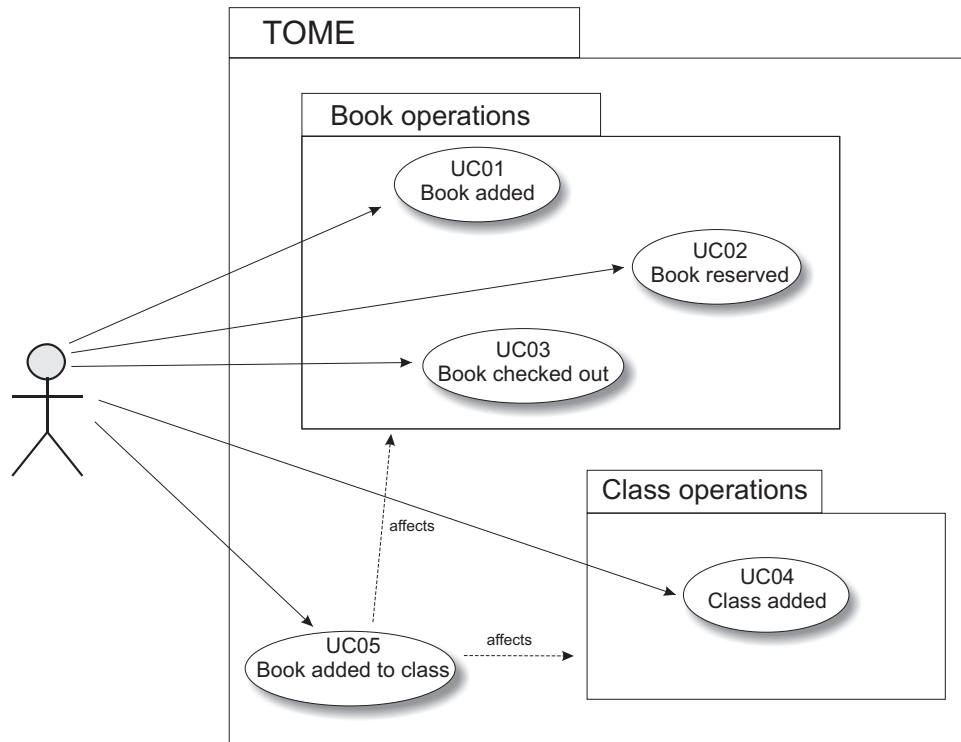 TOME
Book operations
UC01
Book added
UC02
Book reserved
UC03
Book checked out
affects
Class operations
UC04
Class added
UC05
Book added to class
affects